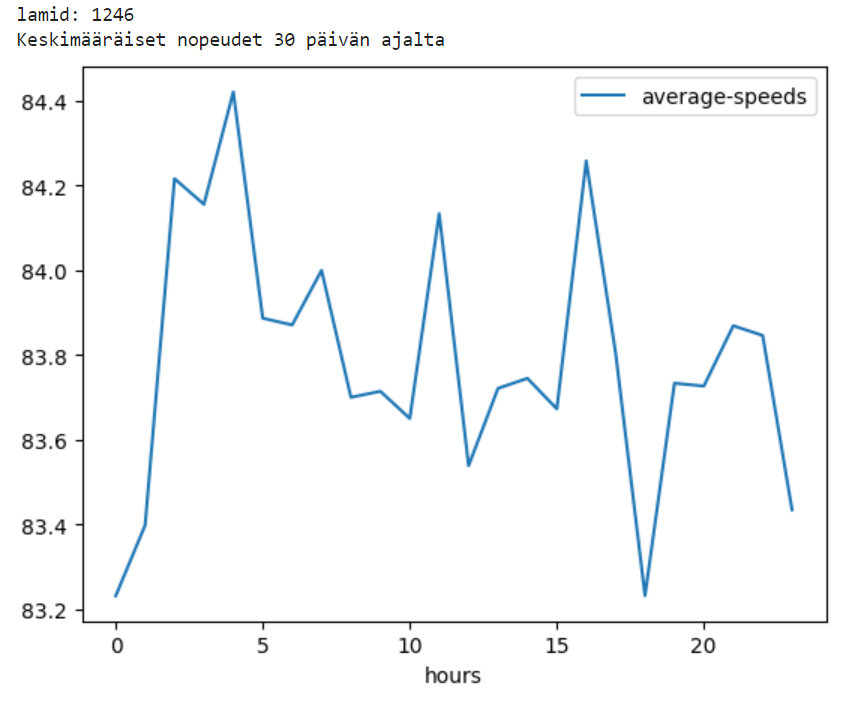 lamid: 1246
Keskimääräiset nopeudet 30 päivän ajalta
average-speeds
84.4
84.2
84.0
83.8
83.6
83.4
83.2
0 5 10 15 20
hours